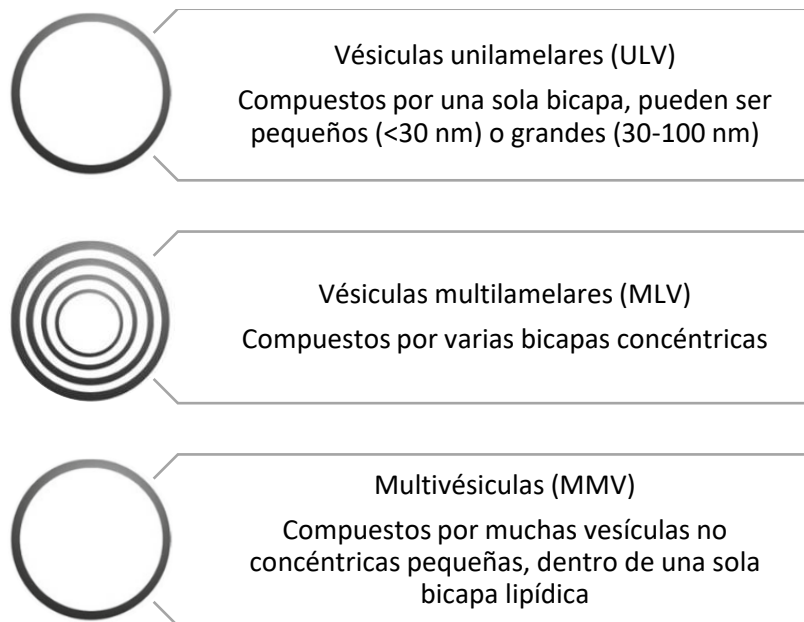 Vésiculas unilamelares (ULV)
Compuestos por una sola bicapa, pueden ser
pequeños (<30 nm) o grandes (30-100 nm)
Vésiculas multilamelares (MLV)
Compuestos por varias bicapas concéntricas
Multivésiculas (MMV)
Compuestos por muchas vesículas no
concéntricas pequeñas, dentro de una sola
bicapa lipídica